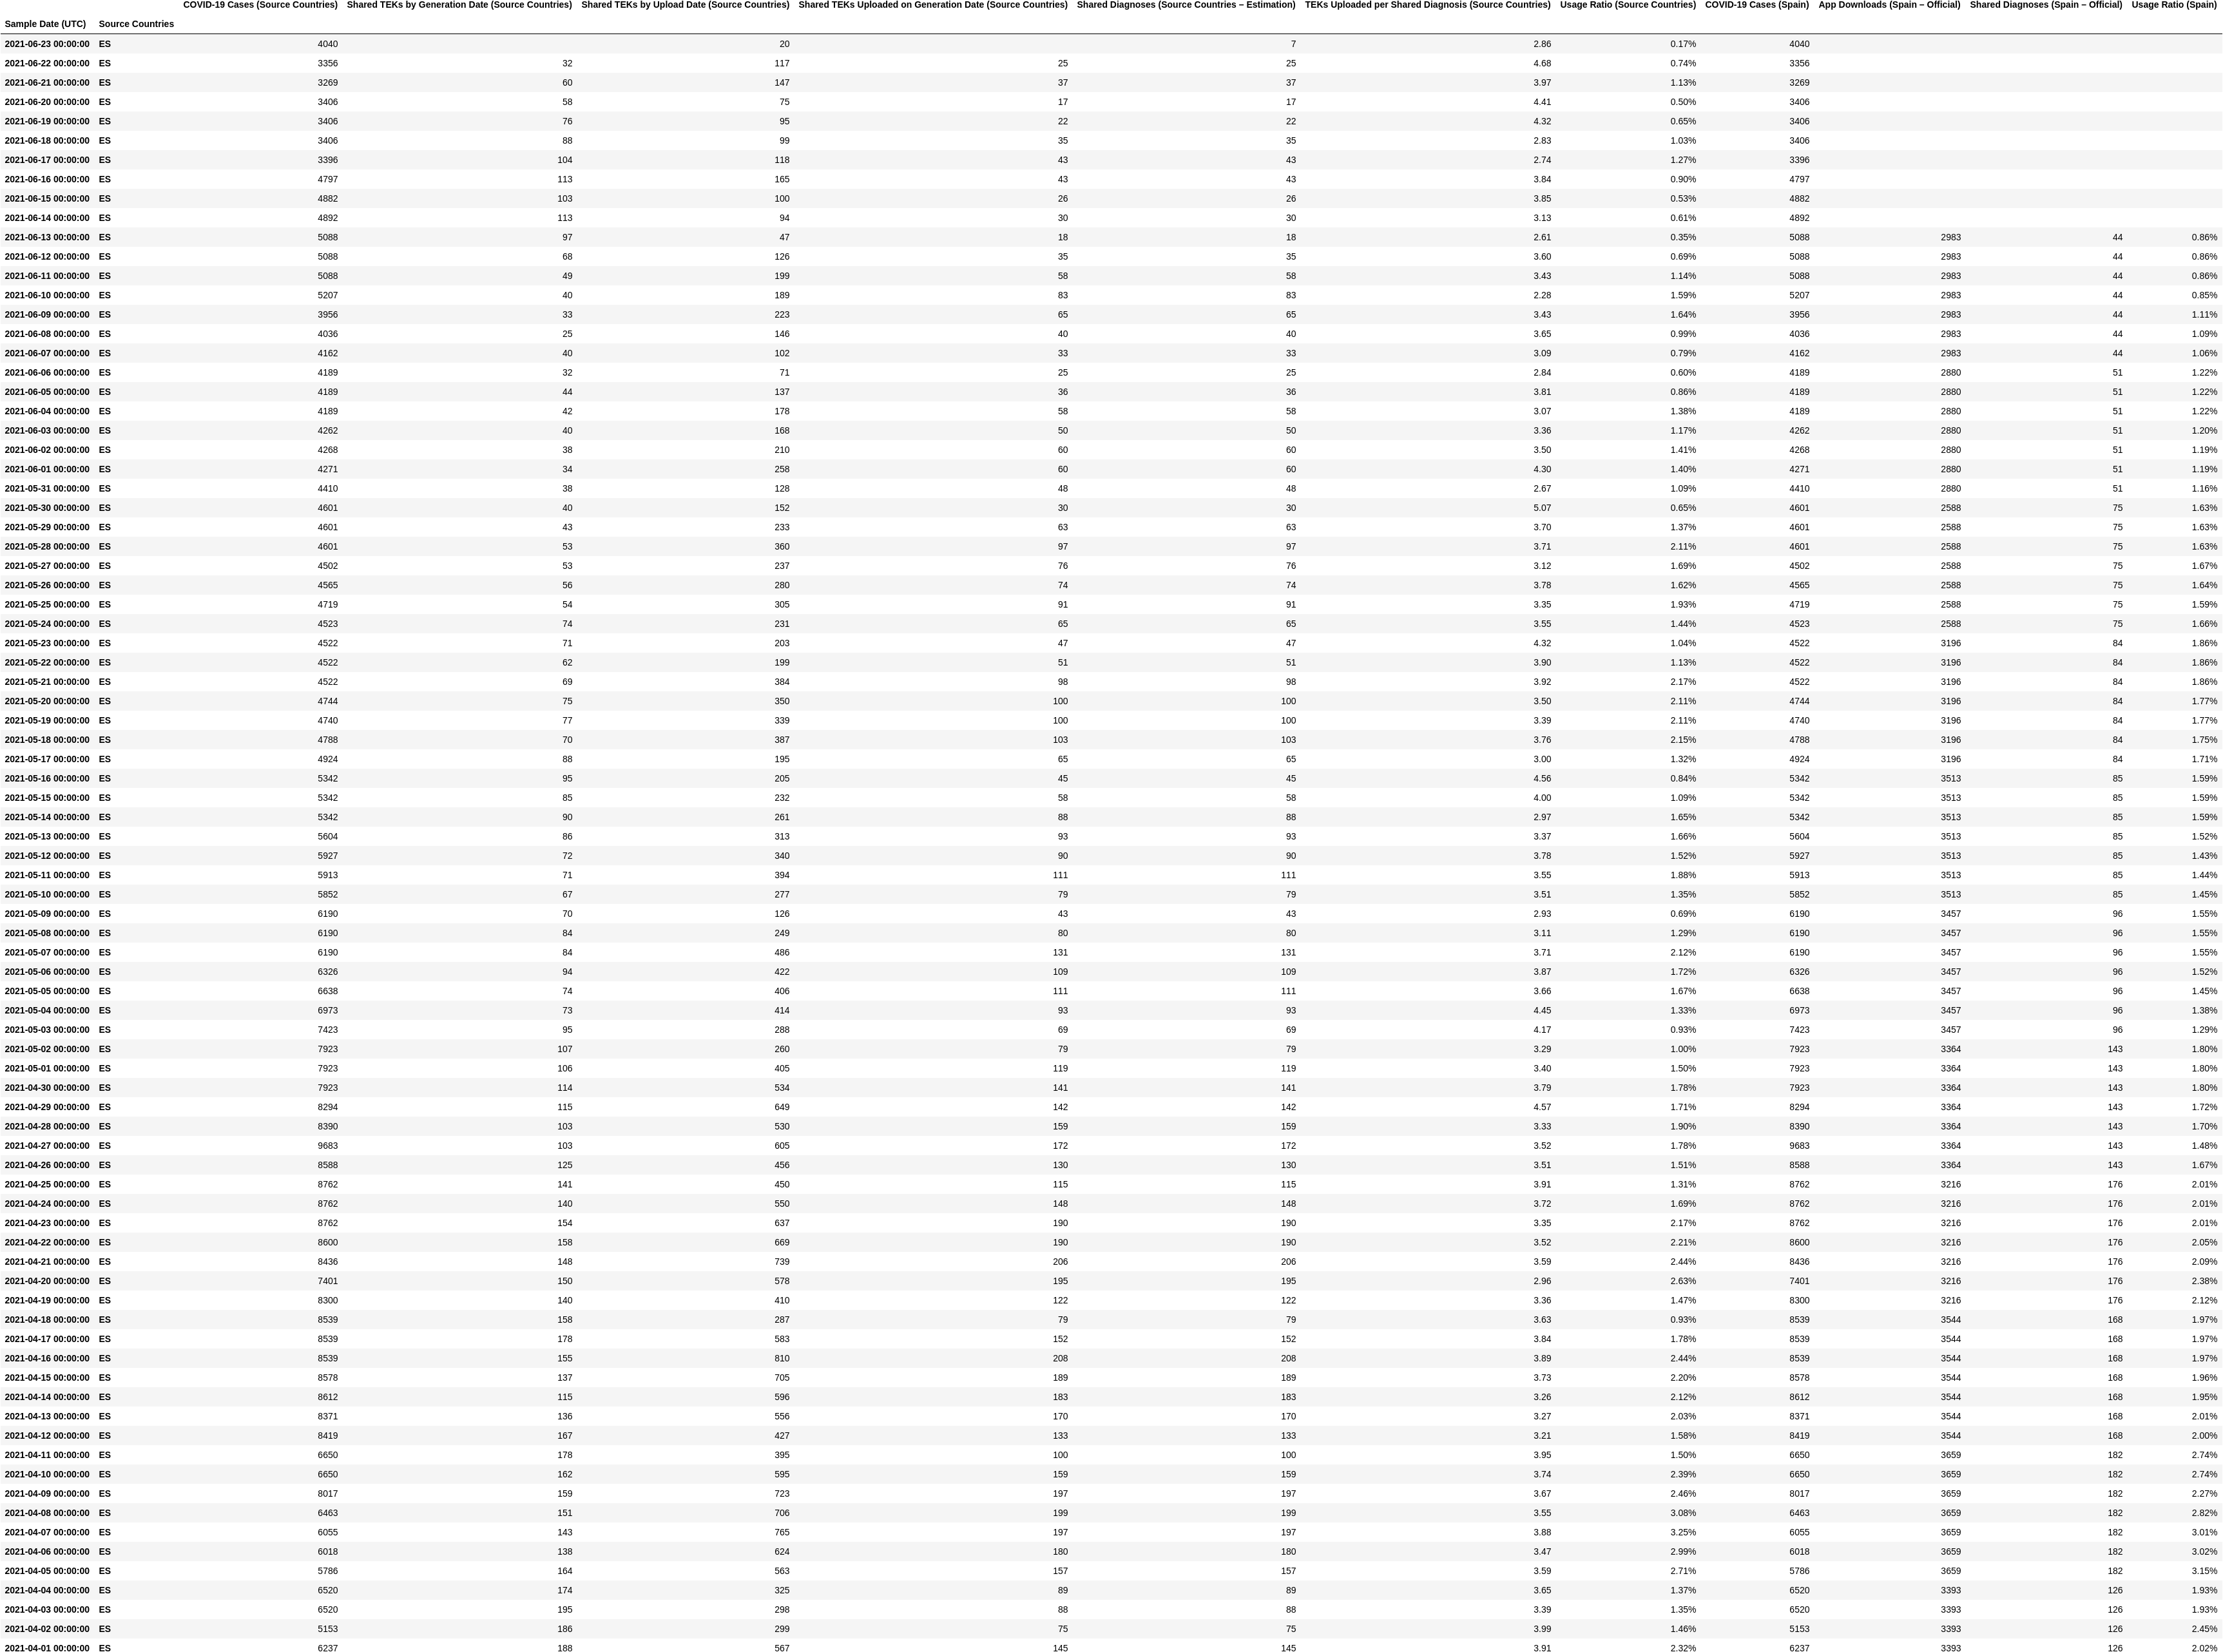 COVID-19 Cases (Source Countries) Shared TEKs by Generation Date (Source Countries) Shared TEKs by Upload Date (Source Countries) Shared TEKs Uploaded on Generation Date (Source Countries) Shared Diagnoses (Source Countries – Estimation) TEKs Uploaded per Shared Diagnosis (Source Countries) Usage Ratio (Source Countries) COVID-19 Cases (Spain) App Downloads (Spain – Official) Shared Diagnoses (Spain – Official) Usage Ratio (Spain)
Sample Date (UTC) Source Countries
2021-06-23 00:00:00 ES 4040 20 7 2.86 0.17% 4040
2021-06-22 00:00:00 ES 3356 32 117 25 25 4.68 0.74% 3356
2021-06-21 00:00:00 ES 3269 60 147 37 37 3.97 1.13% 3269
2021-06-20 00:00:00 ES 3406 58 75 17 17 4.41 0.50% 3406
2021-06-19 00:00:00 ES 3406 76 95 22 22 4.32 0.65% 3406
2021-06-18 00:00:00 ES 3406 88 99 35 35 2.83 1.03% 3406
2021-06-17 00:00:00 ES 3396 104 118 43 43 2.74 1.27% 3396
2021-06-16 00:00:00 ES 4797 113 165 43 43 3.84 0.90% 4797
2021-06-15 00:00:00 ES 4882 103 100 26 26 3.85 0.53% 4882
2021-06-14 00:00:00 ES 4892 113 94 30 30 3.13 0.61% 4892
2021-06-13 00:00:00 ES 5088 97 47 18 18 2.61 0.35% 5088 2983 44 0.86%
2021-06-12 00:00:00 ES 5088 68 126 35 35 3.60 0.69% 5088 2983 44 0.86%
2021-06-11 00:00:00 ES 5088 49 199 58 58 3.43 1.14% 5088 2983 44 0.86%
2021-06-10 00:00:00 ES 5207 40 189 83 83 2.28 1.59% 5207 2983 44 0.85%
2021-06-09 00:00:00 ES 3956 33 223 65 65 3.43 1.64% 3956 2983 44 1.11%
2021-06-08 00:00:00 ES 4036 25 146 40 40 3.65 0.99% 4036 2983 44 1.09%
2021-06-07 00:00:00 ES 4162 40 102 33 33 3.09 0.79% 4162 2983 44 1.06%
2021-06-06 00:00:00 ES 4189 32 71 25 25 2.84 0.60% 4189 2880 51 1.22%
2021-06-05 00:00:00 ES 4189 44 137 36 36 3.81 0.86% 4189 2880 51 1.22%
2021-06-04 00:00:00 ES 4189 42 178 58 58 3.07 1.38% 4189 2880 51 1.22%
2021-06-03 00:00:00 ES 4262 40 168 50 50 3.36 1.17% 4262 2880 51 1.20%
2021-06-02 00:00:00 ES 4268 38 210 60 60 3.50 1.41% 4268 2880 51 1.19%
2021-06-01 00:00:00 ES 4271 34 258 60 60 4.30 1.40% 4271 2880 51 1.19%
2021-05-31 00:00:00 ES 4410 38 128 48 48 2.67 1.09% 4410 2880 51 1.16%
2021-05-30 00:00:00 ES 4601 40 152 30 30 5.07 0.65% 4601 2588 75 1.63%
2021-05-29 00:00:00 ES 4601 43 233 63 63 3.70 1.37% 4601 2588 75 1.63%
2021-05-28 00:00:00 ES 4601 53 360 97 97 3.71 2.11% 4601 2588 75 1.63%
2021-05-27 00:00:00 ES 4502 53 237 76 76 3.12 1.69% 4502 2588 75 1.67%
2021-05-26 00:00:00 ES 4565 56 280 74 74 3.78 1.62% 4565 2588 75 1.64%
2021-05-25 00:00:00 ES 4719 54 305 91 91 3.35 1.93% 4719 2588 75 1.59%
2021-05-24 00:00:00 ES 4523 74 231 65 65 3.55 1.44% 4523 2588 75 1.66%
2021-05-23 00:00:00 ES 4522 71 203 47 47 4.32 1.04% 4522 3196 84 1.86%
2021-05-22 00:00:00 ES 4522 62 199 51 51 3.90 1.13% 4522 3196 84 1.86%
2021-05-21 00:00:00 ES 4522 69 384 98 98 3.92 2.17% 4522 3196 84 1.86%
2021-05-20 00:00:00 ES 4744 75 350 100 100 3.50 2.11% 4744 3196 84 1.77%
2021-05-19 00:00:00 ES 4740 77 339 100 100 3.39 2.11% 4740 3196 84 1.77%
2021-05-18 00:00:00 ES 4788 70 387 103 103 3.76 2.15% 4788 3196 84 1.75%
2021-05-17 00:00:00 ES 4924 88 195 65 65 3.00 1.32% 4924 3196 84 1.71%
2021-05-16 00:00:00 ES 5342 95 205 45 45 4.56 0.84% 5342 3513 85 1.59%
2021-05-15 00:00:00 ES 5342 85 232 58 58 4.00 1.09% 5342 3513 85 1.59%
2021-05-14 00:00:00 ES 5342 90 261 88 88 2.97 1.65% 5342 3513 85 1.59%
2021-05-13 00:00:00 ES 5604 86 313 93 93 3.37 1.66% 5604 3513 85 1.52%
2021-05-12 00:00:00 ES 5927 72 340 90 90 3.78 1.52% 5927 3513 85 1.43%
2021-05-11 00:00:00 ES 5913 71 394 111 111 3.55 1.88% 5913 3513 85 1.44%
2021-05-10 00:00:00 ES 5852 67 277 79 79 3.51 1.35% 5852 3513 85 1.45%
2021-05-09 00:00:00 ES 6190 70 126 43 43 2.93 0.69% 6190 3457 96 1.55%
2021-05-08 00:00:00 ES 6190 84 249 80 80 3.11 1.29% 6190 3457 96 1.55%
2021-05-07 00:00:00 ES 6190 84 486 131 131 3.71 2.12% 6190 3457 96 1.55%
2021-05-06 00:00:00 ES 6326 94 422 109 109 3.87 1.72% 6326 3457 96 1.52%
2021-05-05 00:00:00 ES 6638 74 406 111 111 3.66 1.67% 6638 3457 96 1.45%
2021-05-04 00:00:00 ES 6973 73 414 93 93 4.45 1.33% 6973 3457 96 1.38%
2021-05-03 00:00:00 ES 7423 95 288 69 69 4.17 0.93% 7423 3457 96 1.29%
2021-05-02 00:00:00 ES 7923 107 260 79 79 3.29 1.00% 7923 3364 143 1.80%
2021-05-01 00:00:00 ES 7923 106 405 119 119 3.40 1.50% 7923 3364 143 1.80%
2021-04-30 00:00:00 ES 7923 114 534 141 141 3.79 1.78% 7923 3364 143 1.80%
2021-04-29 00:00:00 ES 8294 115 649 142 142 4.57 1.71% 8294 3364 143 1.72%
2021-04-28 00:00:00 ES 8390 103 530 159 159 3.33 1.90% 8390 3364 143 1.70%
2021-04-27 00:00:00 ES 9683 103 605 172 172 3.52 1.78% 9683 3364 143 1.48%
2021-04-26 00:00:00 ES 8588 125 456 130 130 3.51 1.51% 8588 3364 143 1.67%
2021-04-25 00:00:00 ES 8762 141 450 115 115 3.91 1.31% 8762 3216 176 2.01%
2021-04-24 00:00:00 ES 8762 140 550 148 148 3.72 1.69% 8762 3216 176 2.01%
2021-04-23 00:00:00 ES 8762 154 637 190 190 3.35 2.17% 8762 3216 176 2.01%
2021-04-22 00:00:00 ES 8600 158 669 190 190 3.52 2.21% 8600 3216 176 2.05%
2021-04-21 00:00:00 ES 8436 148 739 206 206 3.59 2.44% 8436 3216 176 2.09%
2021-04-20 00:00:00 ES 7401 150 578 195 195 2.96 2.63% 7401 3216 176 2.38%
2021-04-19 00:00:00 ES 8300 140 410 122 122 3.36 1.47% 8300 3216 176 2.12%
2021-04-18 00:00:00 ES 8539 158 287 79 79 3.63 0.93% 8539 3544 168 1.97%
2021-04-17 00:00:00 ES 8539 178 583 152 152 3.84 1.78% 8539 3544 168 1.97%
2021-04-16 00:00:00 ES 8539 155 810 208 208 3.89 2.44% 8539 3544 168 1.97%
2021-04-15 00:00:00 ES 8578 137 705 189 189 3.73 2.20% 8578 3544 168 1.96%
2021-04-14 00:00:00 ES 8612 115 596 183 183 3.26 2.12% 8612 3544 168 1.95%
2021-04-13 00:00:00 ES 8371 136 556 170 170 3.27 2.03% 8371 3544 168 2.01%
2021-04-12 00:00:00 ES 8419 167 427 133 133 3.21 1.58% 8419 3544 168 2.00%
2021-04-11 00:00:00 ES 6650 178 395 100 100 3.95 1.50% 6650 3659 182 2.74%
2021-04-10 00:00:00 ES 6650 162 595 159 159 3.74 2.39% 6650 3659 182 2.74%
2021-04-09 00:00:00 ES 8017 159 723 197 197 3.67 2.46% 8017 3659 182 2.27%
2021-04-08 00:00:00 ES 6463 151 706 199 199 3.55 3.08% 6463 3659 182 2.82%
2021-04-07 00:00:00 ES 6055 143 765 197 197 3.88 3.25% 6055 3659 182 3.01%
2021-04-06 00:00:00 ES 6018 138 624 180 180 3.47 2.99% 6018 3659 182 3.02%
2021-04-05 00:00:00 ES 5786 164 563 157 157 3.59 2.71% 5786 3659 182 3.15%
2021-04-04 00:00:00 ES 6520 174 325 89 89 3.65 1.37% 6520 3393 126 1.93%
2021-04-03 00:00:00 ES 6520 195 298 88 88 3.39 1.35% 6520 3393 126 1.93%
2021-04-02 00:00:00 ES 5153 186 299 75 75 3.99 1.46% 5153 3393 126 2.45%
2021-04-01 00:00:00 ES 6237 188 567 145 145 3.91 2.32% 6237 3393 126 2.02%